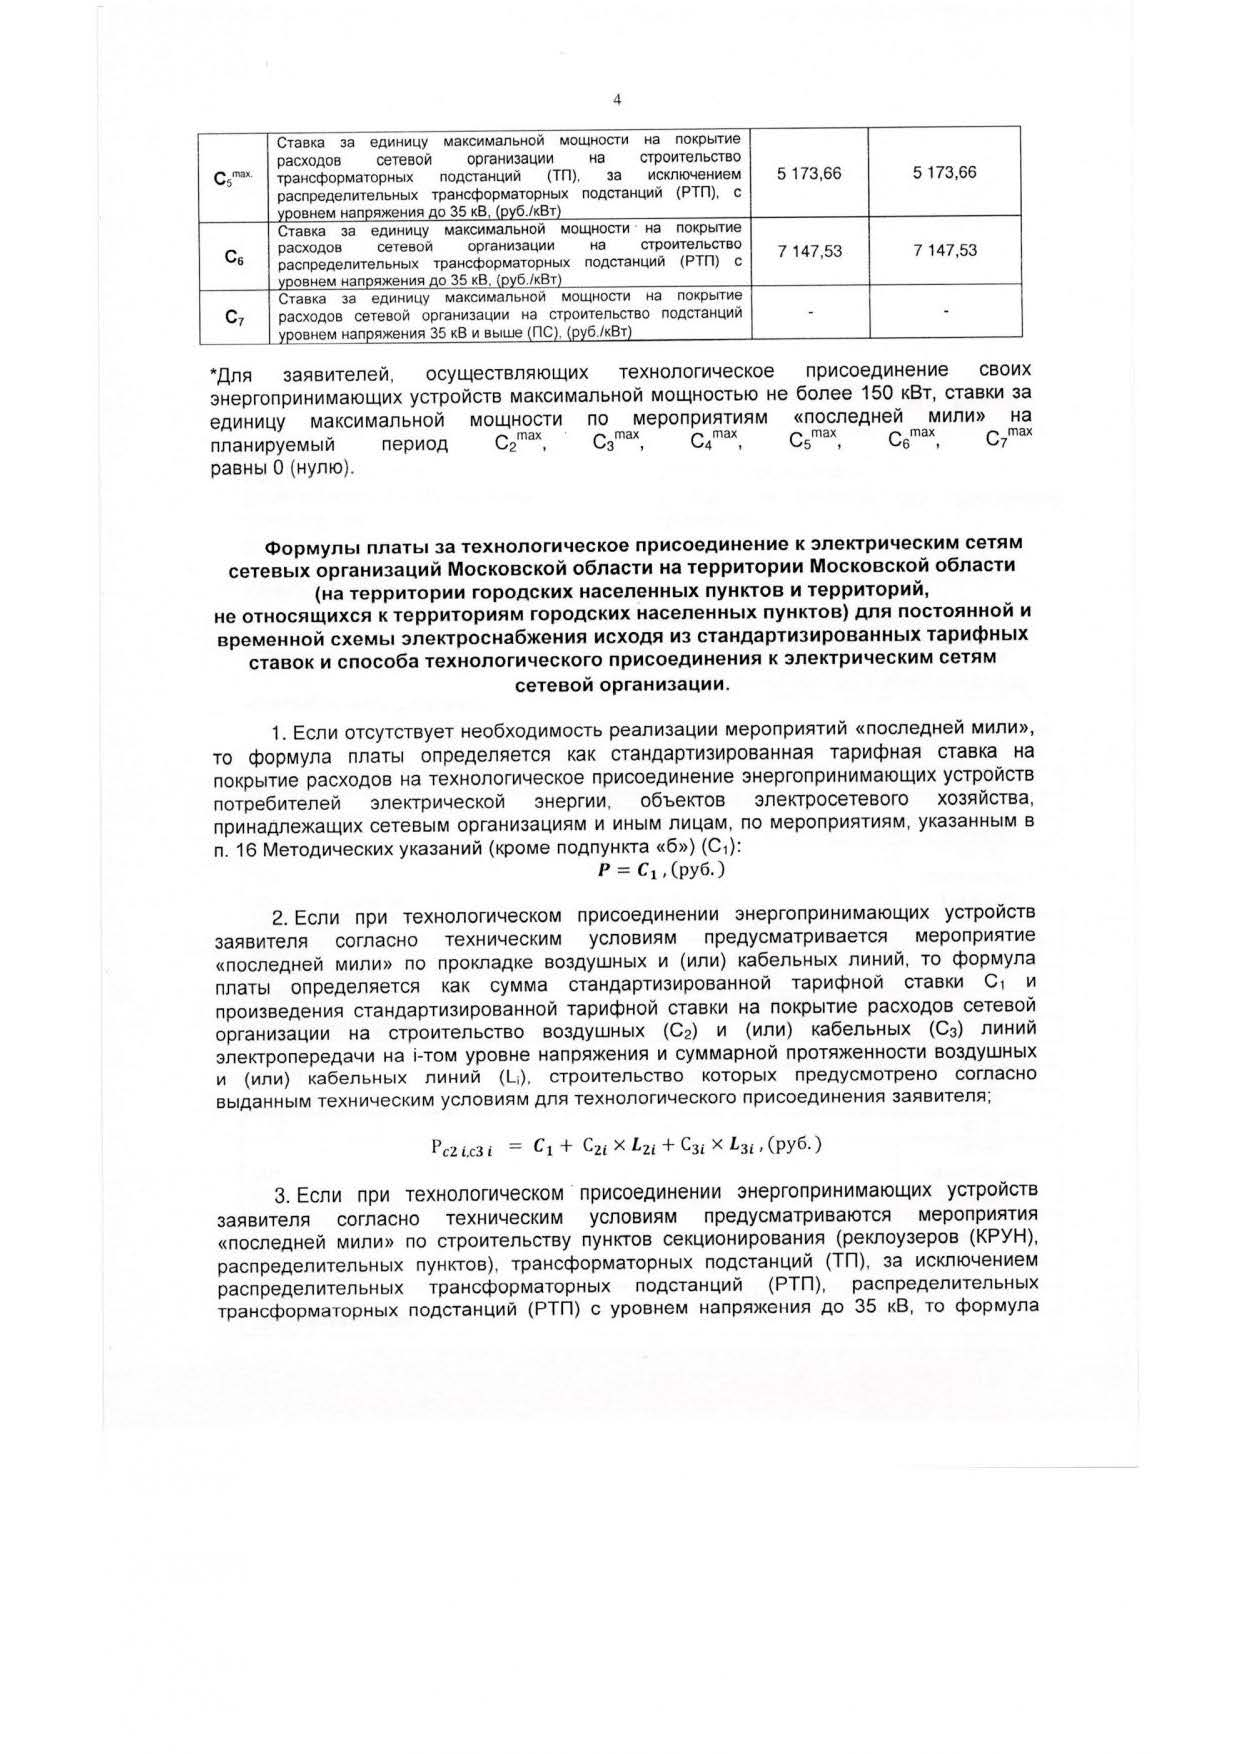 4
C₅ᵐᵃˣ·
Ставка за единицу максимальной мощности на покрытие
расходов сетевой организации на строительство
трансформаторных подстанций (ТП), за исключением
распределительных трансформаторных подстанций (РТП), с
уровнем напряжения до 35 кВ, (руб./кВт)
5 173,66
5 173,66
C₆
Ставка за единицу максимальной мощности на покрытие
расходов сетевой организации на строительство
распределительных трансформаторных подстанций (РТП) с
уровнем напряжения до 35 кВ, (руб./кВт)
7 147,53
7 147,53
C₇
Ставка за единицу максимальной мощности на покрытие
расходов сетевой организации на строительство подстанций
уровнем напряжения 35 кВ и выше (ПС), (руб./кВт)
-
-
*Для заявителей, осуществляющих технологическое присоединение своих
энергопринимающих устройств максимальной мощностью не более 150 кВт, ставки за
единицу максимальной мощности по мероприятиям «последней мили» на
планируемый период C₂ᵐᵃˣ, C₃ᵐᵃˣ, C₄ᵐᵃˣ, C₅ᵐᵃˣ, C₆ᵐᵃˣ, C₇ᵐᵃˣ
равны 0 (нулю).
Формулы платы за технологическое присоединение к электрическим сетям
сетевых организаций Московской области на территории Московской области
(на территории городских населенных пунктов и территорий,
не относящихся к территориям городских населенных пунктов) для постоянной и
временной схемы электроснабжения исходя из стандартизированных тарифных
ставок и способа технологического присоединения к электрическим сетям
сетевой организации.
1. Если отсутствует необходимость реализации мероприятий «последней мили»,
то формула платы определяется как стандартизированная тарифная ставка на
покрытие расходов на технологическое присоединение энергопринимающих устройств
потребителей электрической энергии, объектов электросетевого хозяйства,
принадлежащих сетевым организациям и иным лицам, по мероприятиям, указанным в
п. 16 Методических указаний (кроме подпункта «б») (С₁):
P = C₁ , (руб.)
2. Если при технологическом присоединении энергопринимающих устройств
заявителя согласно техническим условиям предусматривается мероприятие
«последней мили» по прокладке воздушных и (или) кабельных линий, то формула
платы определяется как сумма стандартизированной тарифной ставки С₁ и
произведения стандартизированной тарифной ставки на покрытие расходов сетевой
организации на строительство воздушных (С₂) и (или) кабельных (С₃) линий
электропередачи на i-том уровне напряжения и суммарной протяженности воздушных
и (или) кабельных линий (Lᵢ), строительство которых предусмотрено согласно
выданным техническим условиям для технологического присоединения заявителя;
P_c2 i,c3 i = C₁ + C₂ᵢ × L₂ᵢ + C₃ᵢ × L₃ᵢ , (руб.)
3. Если при технологическом присоединении энергопринимающих устройств
заявителя согласно техническим условиям предусматриваются мероприятия
«последней мили» по строительству пунктов секционирования (реклоузеров (КРУН),
распределительных пунктов), трансформаторных подстанций (ТП), за исключением
распределительных трансформаторных подстанций (РТП), распределительных
трансформаторных подстанций (РТП) с уровнем напряжения до 35 кВ, то формула